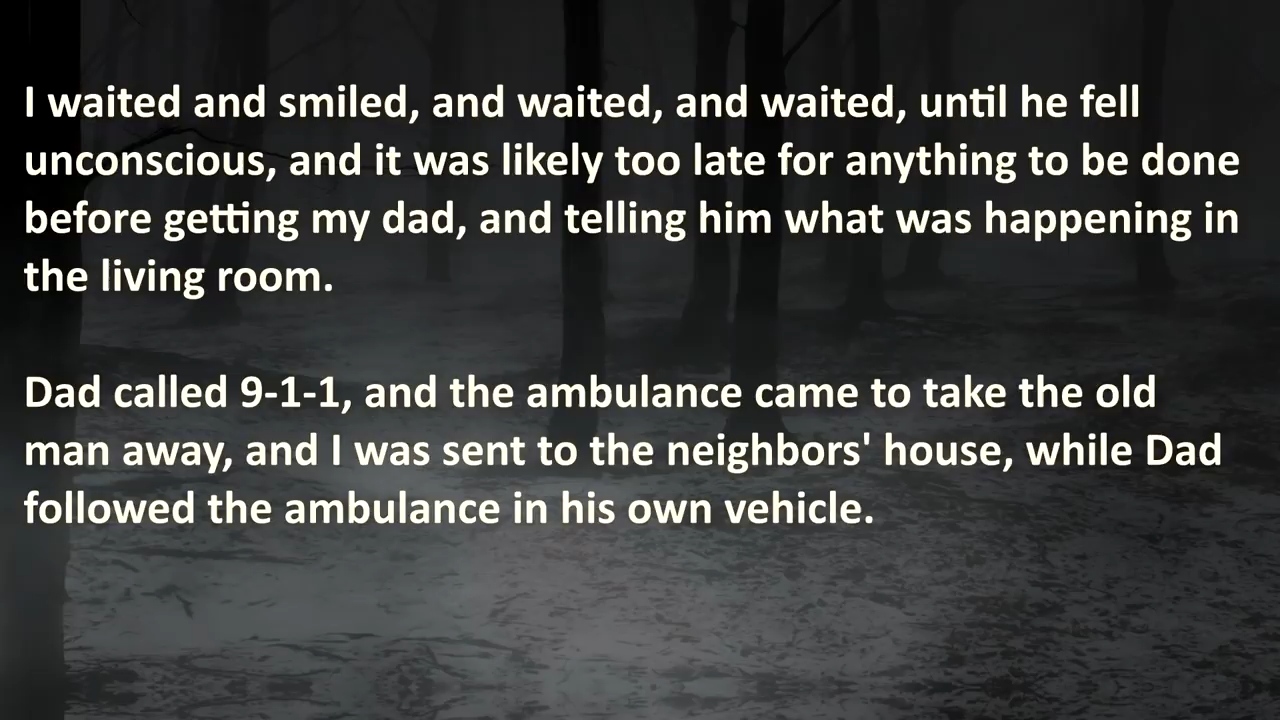 I waited and smiled, and waited, and waited, until he fell
unconscious, and it was likely too late for anything to be done
before getting my dad, and telling him what was happening in
the living room.
Dad called 9-1-1, and the ambulance came to take the old
man away, and I was sent to the neighbors' house, while Dad
followed the ambulance in his own vehicle.